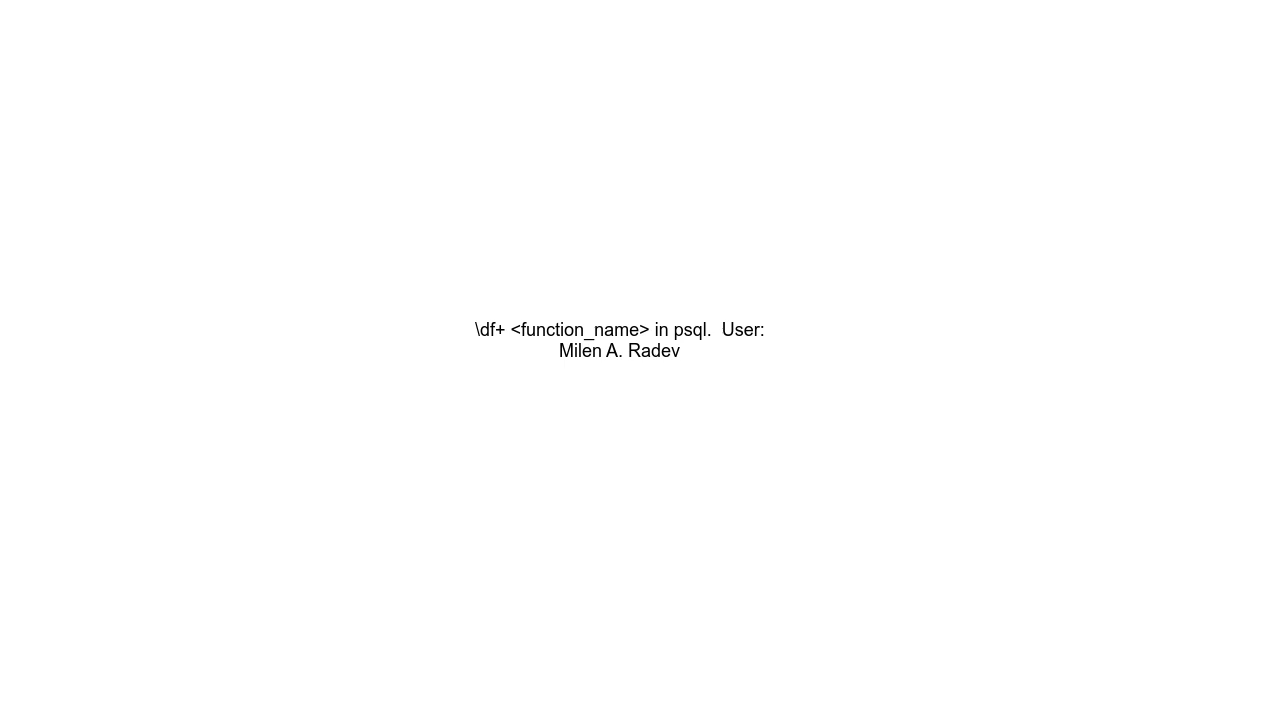 \df+ <function_name> in psql.  User:
Milen A. Radev